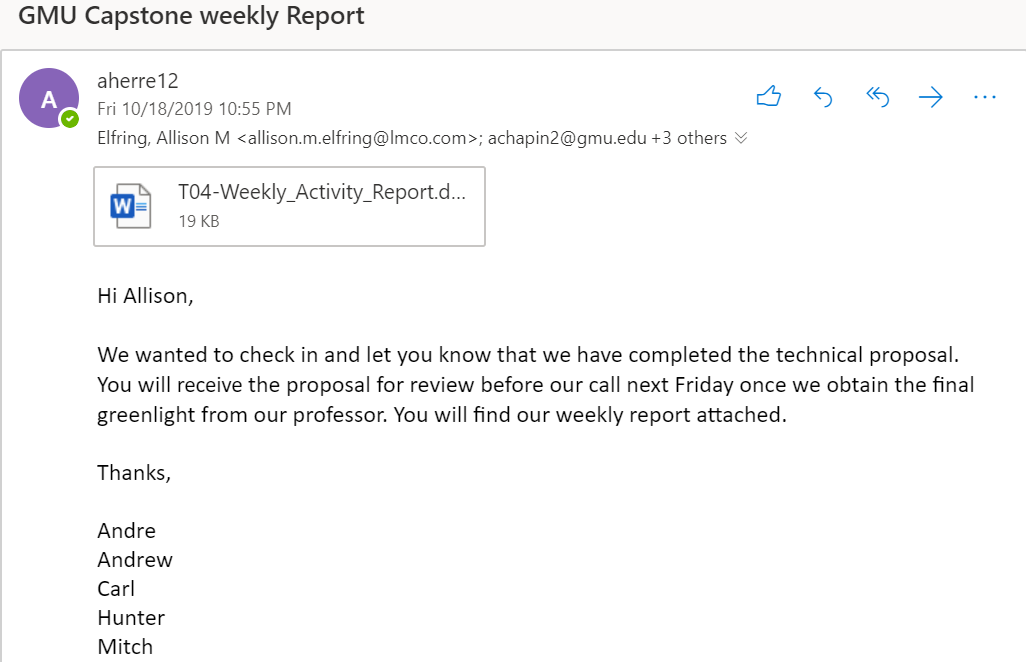 GMU Capstone weekly Report
A
aherre12
Fri 10/18/2019 10:55 PM
Elfring, Allison M <allison.m.elfring@lmco.com>; achapin2@gmu.edu +3 others
W
T04-Weekly_Activity_Report.d...
19 KB
Hi Allison,
We wanted to check in and let you know that we have completed the technical proposal.
You will receive the proposal for review before our call next Friday once we obtain the final
greenlight from our professor. You will find our weekly report attached.
Thanks,
Andre
Andrew
Carl
Hunter
Mitch